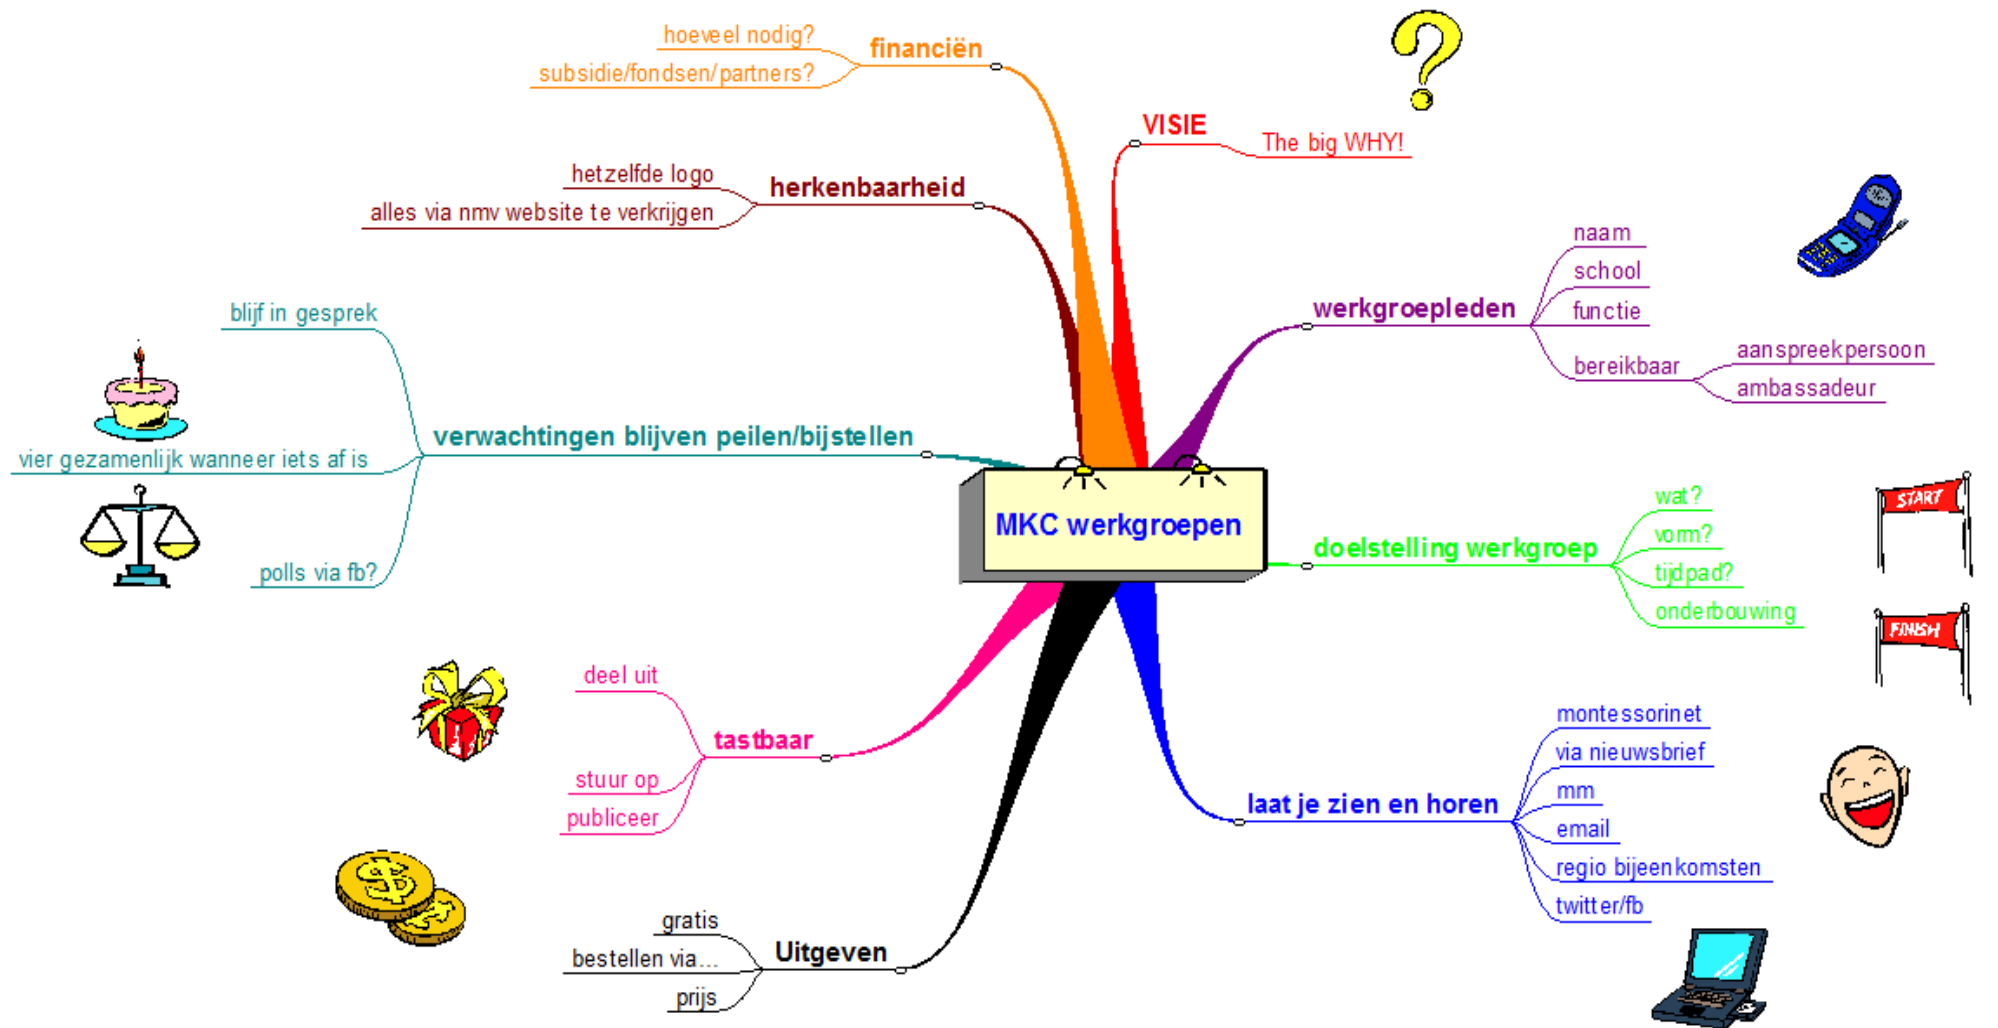 MKC werkgroepen
VISIE
The big WHY!
werkgroepleden
naam
school
functie
bereikbaar
aanspreekpersoon
ambassadeur
doelstelling werkgroep
wat?
vorm?
tijdpad?
onderbouwing
START
FINISH
laat je zien en horen
montessorinet
via nieuwsbrief
mm
email
regio bijeenkomsten
twitter/fb
Uitgeven
gratis
bestellen via...
prijs
tastbaar
deel uit
stuur op
publiceer
verwachtingen blijven peilen/bijstellen
blijf in gesprek
vier gezamenlijk wanneer iets af is
polls via fb?
herkenbaarheid
hetzelfde logo
alles via nmv website te verkrijgen
financiën
hoeveel nodig?
subsidie/fondsen/partners?